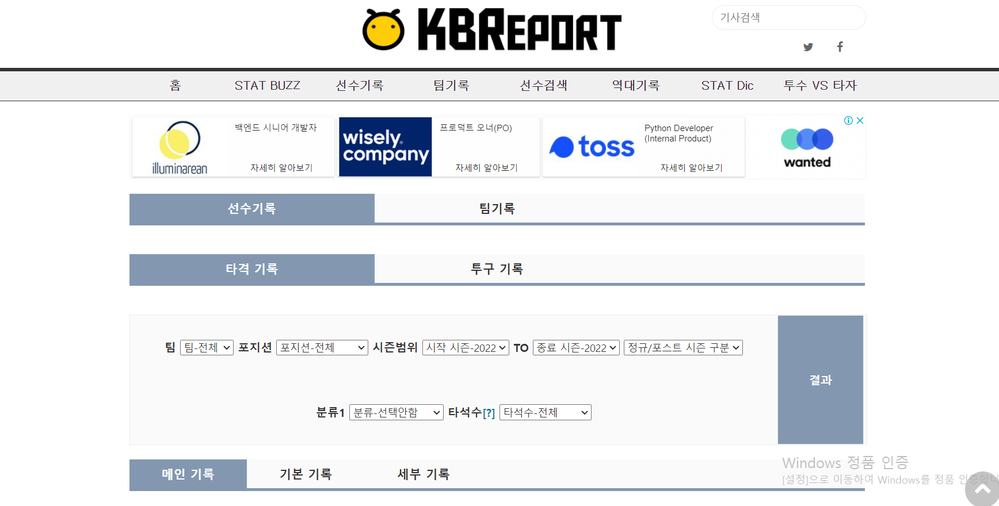 KBREPORT
기사검색
홈 STAT BUZZ 선수기록 팀기록 선수검색 역대기록 STAT Dic 투수 VS 타자
illuminarean
백엔드 시니어 개발자
자세히 알아보기
wisely
company
프로덕트 오너(PO)
자세히 알아보기
toss
Python Developer
(Internal Product)
자세히 알아보기
wanted
선수기록 팀기록
타격 기록 투구 기록
팀 팀-전체 포지션 포지션-전체 시즌범위 시작 시즌-2022 TO 종료 시즌-2022 정규/포스트 시즌 구분
결과
분류1 분류-선택안함 타석수[?] 타석수-전체
메인 기록 기본 기록 세부 기록
Windows 정품 인증
[설정]으로 이동하여 Windows를 정품 인증합니